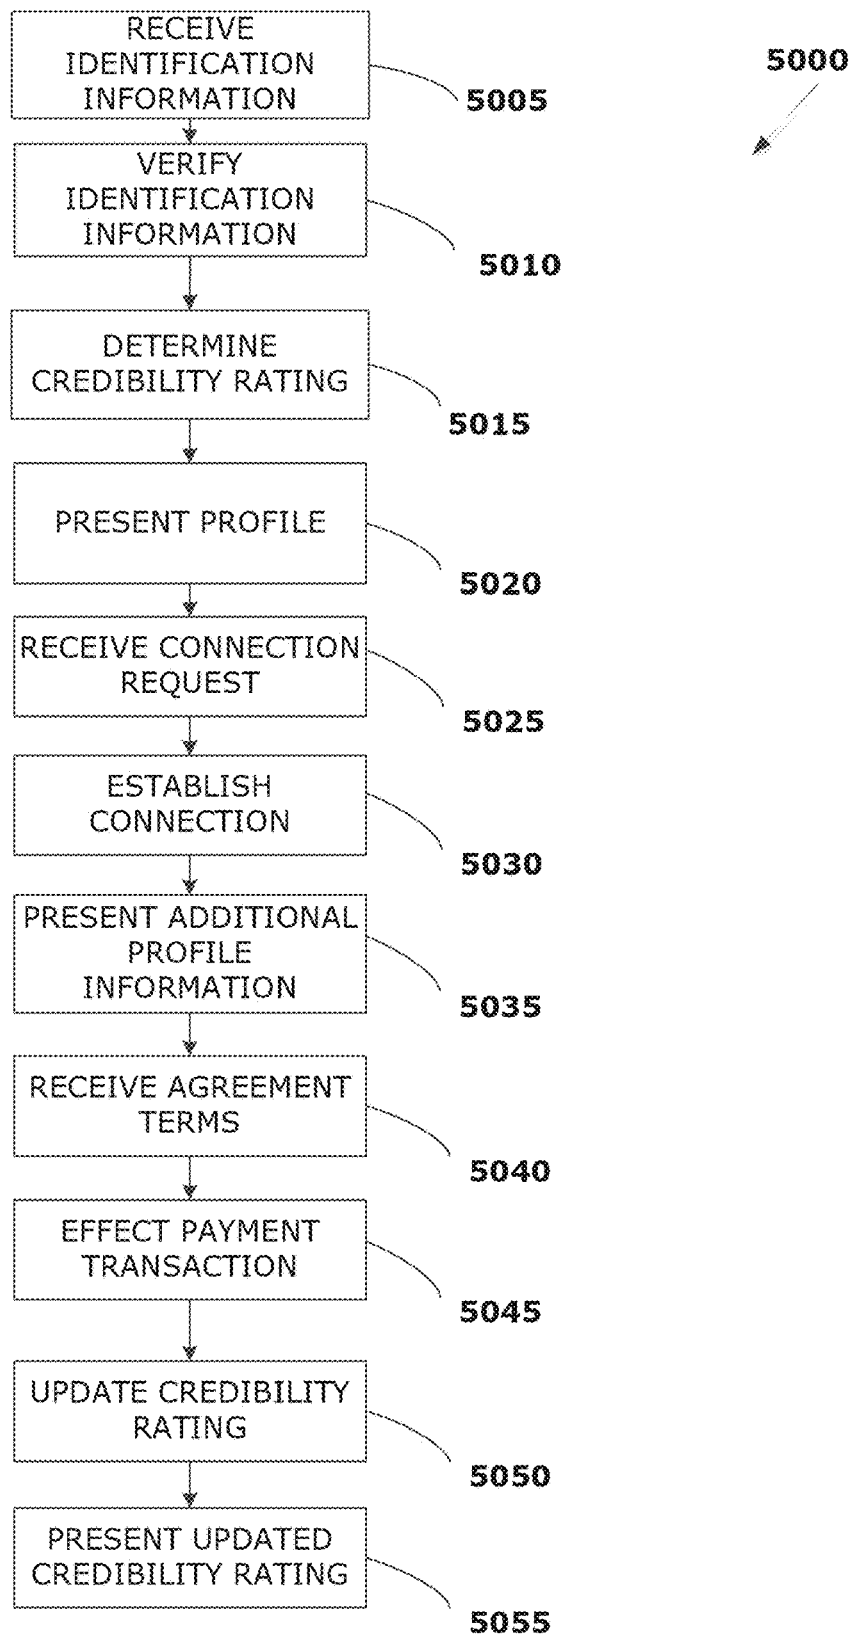 RECEIVE
IDENTIFICATION
INFORMATION
5005
5000
VERIFY
IDENTIFICATION
INFORMATION
5010
DETERMINE
CREDIBILITY RATING
5015
PRESENT PROFILE
5020
RECEIVE CONNECTION
REQUEST
5025
ESTABLISH
CONNECTION
5030
PRESENT ADDITIONAL
PROFILE
INFORMATION
5035
RECEIVE AGREEMENT
TERMS
5040
EFFECT PAYMENT
TRANSACTION
5045
UPDATE CREDIBILITY
RATING
5050
PRESENT UPDATED
CREDIBILITY RATING
5055